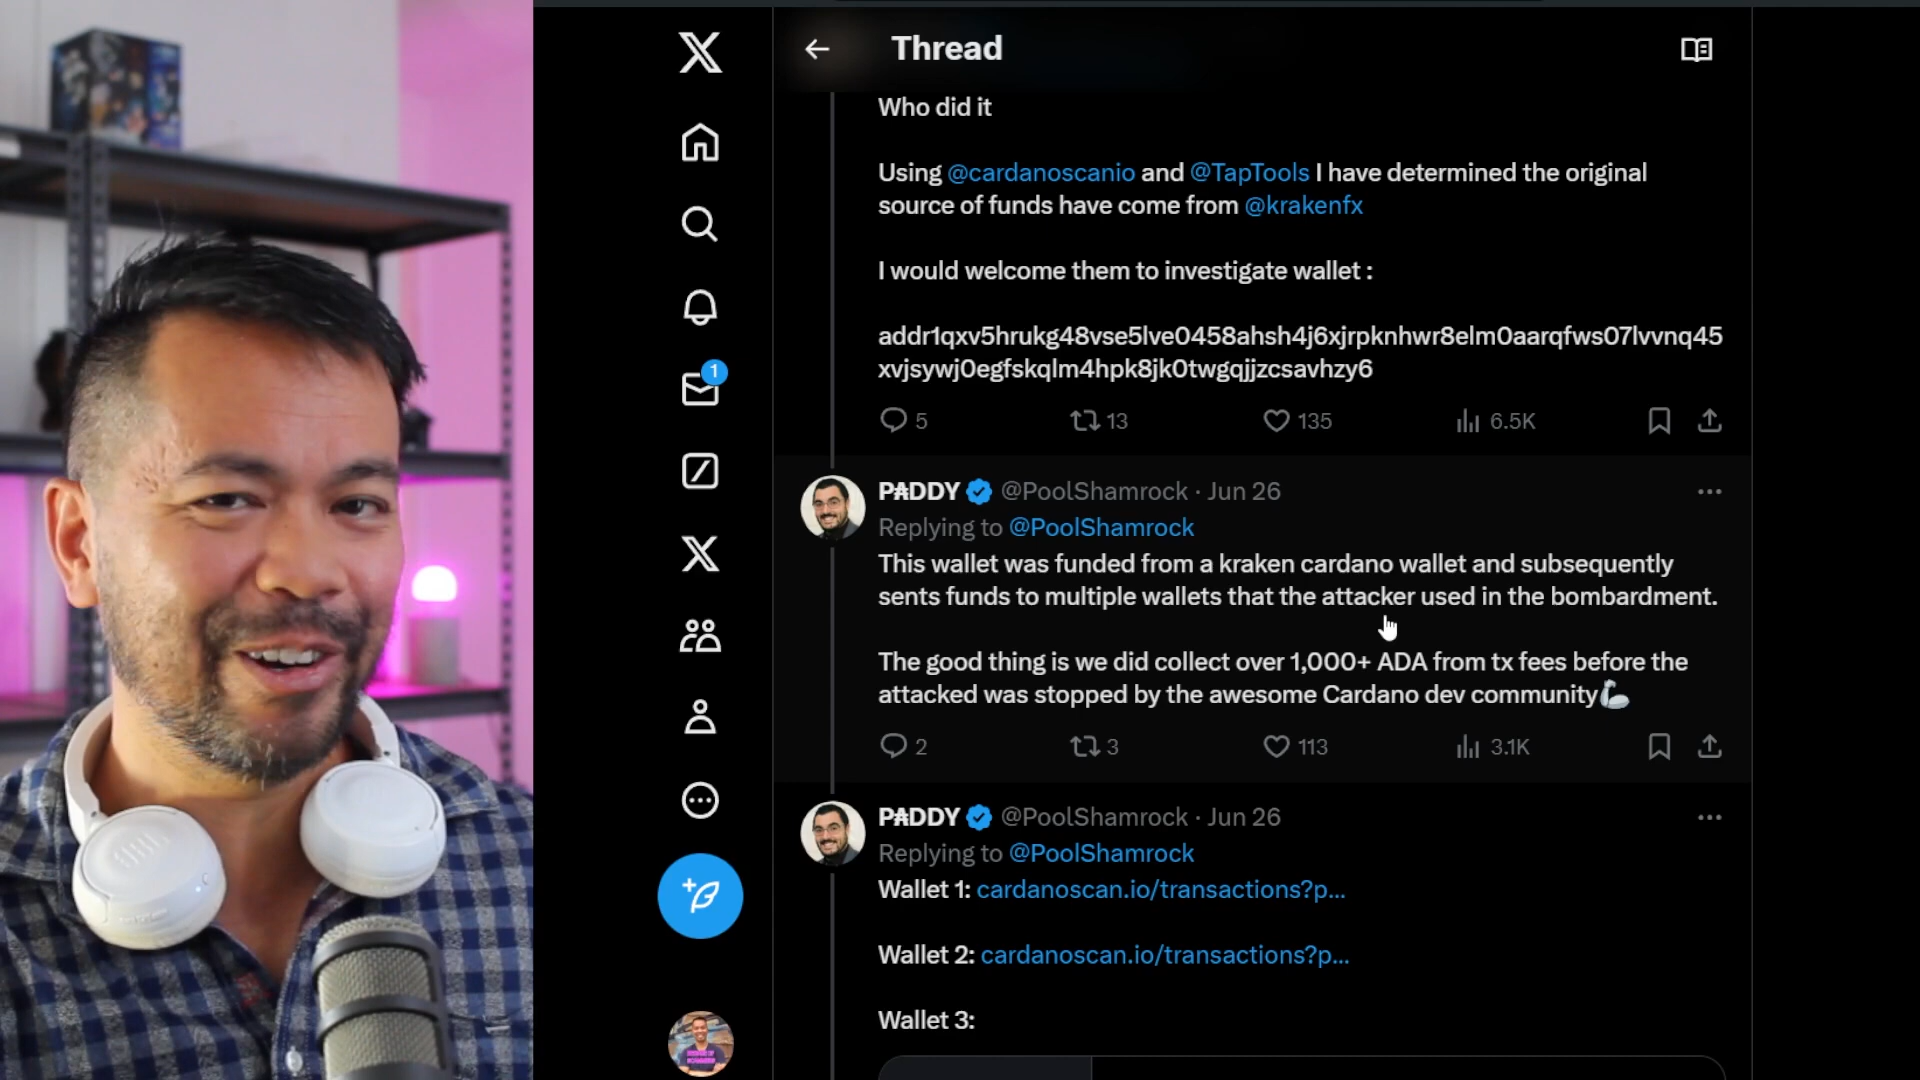 Thread
Who did it
Using @cardanoscanio and @TapTools I have determined the original
source of funds have come from @krakenfx
I would welcome them to investigate wallet :
addr1qxv5hrukg48vse5lve0458ahsh4j6xjrpknhwr8elm0aarqfws07lvvnq45
xvjsywj0egfskqlm4hpk8jk0twgqjjzcsavhzy6
5 13 135 6.5K
1
P₳DDY @PoolShamrock · Jun 26
Replying to @PoolShamrock
This wallet was funded from a kraken cardano wallet and subsequently
sents funds to multiple wallets that the attacker used in the bombardment.
The good thing is we did collect over 1,000+ ADA from tx fees before the
attacked was stopped by the awesome Cardano dev community💪
2 3 113 3.1K
P₳DDY @PoolShamrock · Jun 26
Replying to @PoolShamrock
Wallet 1: cardanoscan.io/transactions?p...
Wallet 2: cardanoscan.io/transactions?p...
Wallet 3: